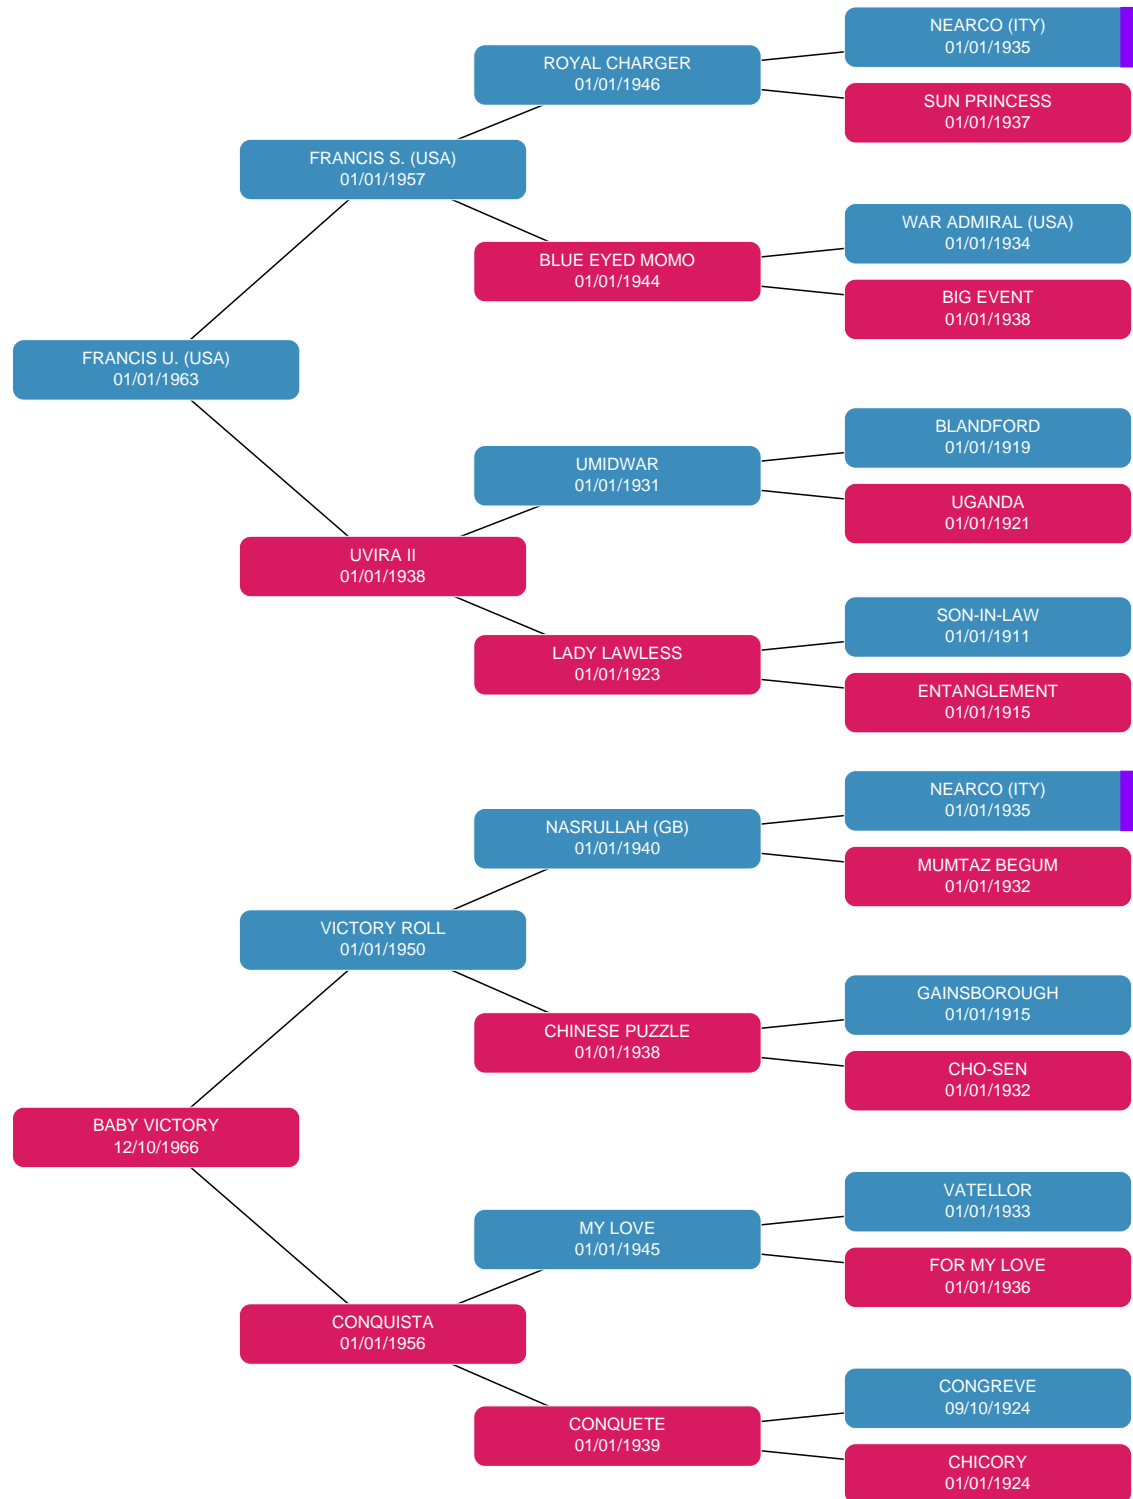 NEARCO (ITY)
01/01/1935
ROYAL CHARGER
01/01/1946
SUN PRINCESS
01/01/1937
FRANCIS S. (USA)
01/01/1957
WAR ADMIRAL (USA)
01/01/1934
BLUE EYED MOMO
01/01/1944
BIG EVENT
01/01/1938
FRANCIS U. (USA)
01/01/1963
BLANDFORD
01/01/1919
UMIDWAR
01/01/1931
UGANDA
01/01/1921
UVIRA II
01/01/1938
SON-IN-LAW
01/01/1911
LADY LAWLESS
01/01/1923
ENTANGLEMENT
01/01/1915
NEARCO (ITY)
01/01/1935
NASRULLAH (GB)
01/01/1940
MUMTAZ BEGUM
01/01/1932
VICTORY ROLL
01/01/1950
GAINSBOROUGH
01/01/1915
CHINESE PUZZLE
01/01/1938
CHO-SEN
01/01/1932
BABY VICTORY
12/10/1966
VATELLOR
01/01/1933
MY LOVE
01/01/1945
FOR MY LOVE
01/01/1936
CONQUISTA
01/01/1956
CONGREVE
09/10/1924
CONQUETE
01/01/1939
CHICORY
01/01/1924